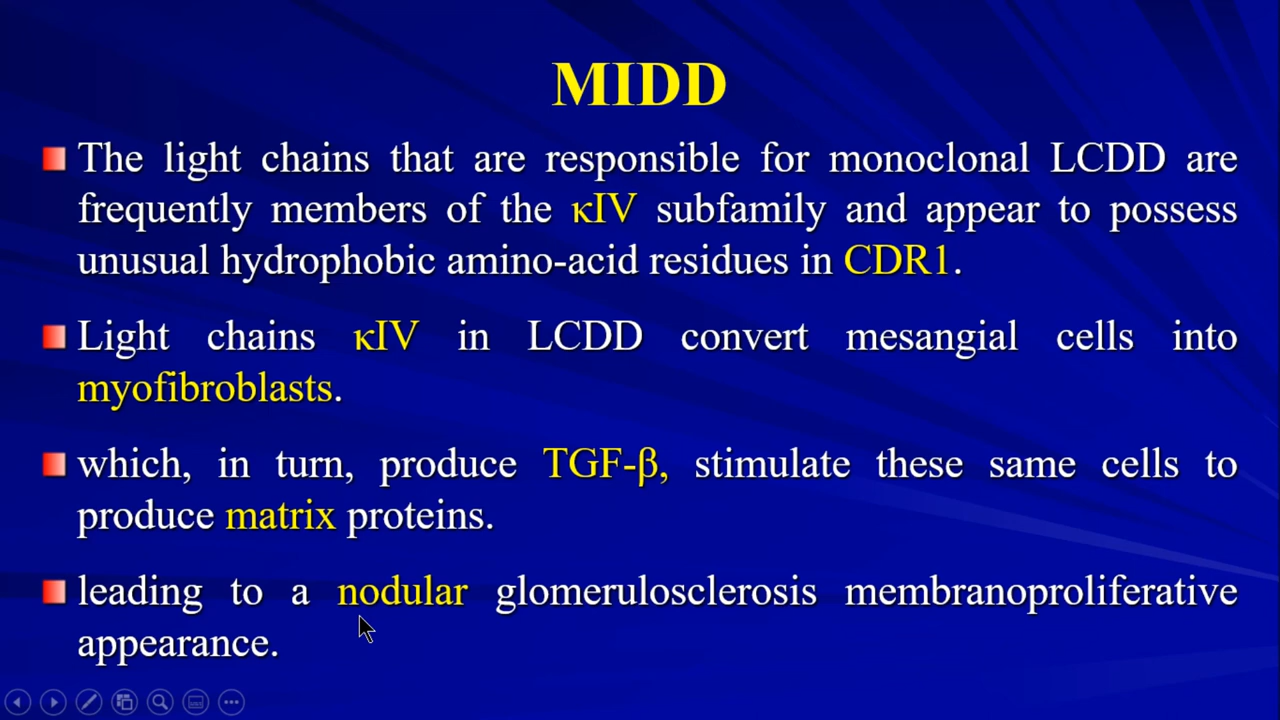 MIDD
The light chains that are responsible for monoclonal LCDD are
frequently members of the κIV subfamily and appear to possess
unusual hydrophobic amino-acid residues in CDR1.
Light chains κIV in LCDD convert mesangial cells into
myofibroblasts.
which, in turn, produce TGF-β, stimulate these same cells to
produce matrix proteins.
leading to a nodular glomerulosclerosis membranoproliferative
appearance.